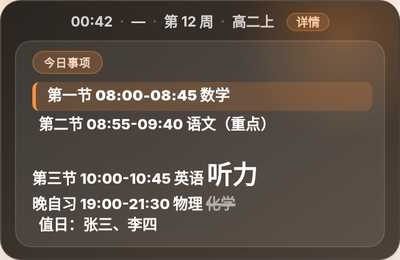 00:42 · — · 第 12 周 · 高二上 详情
今日事项
第一节 08:00-08:45 数学
第二节 08:55-09:40 语文（重点）
第三节 10:00-10:45 英语 听力
晚自习 19:00-21:30 物理 化学
值日：张三、李四